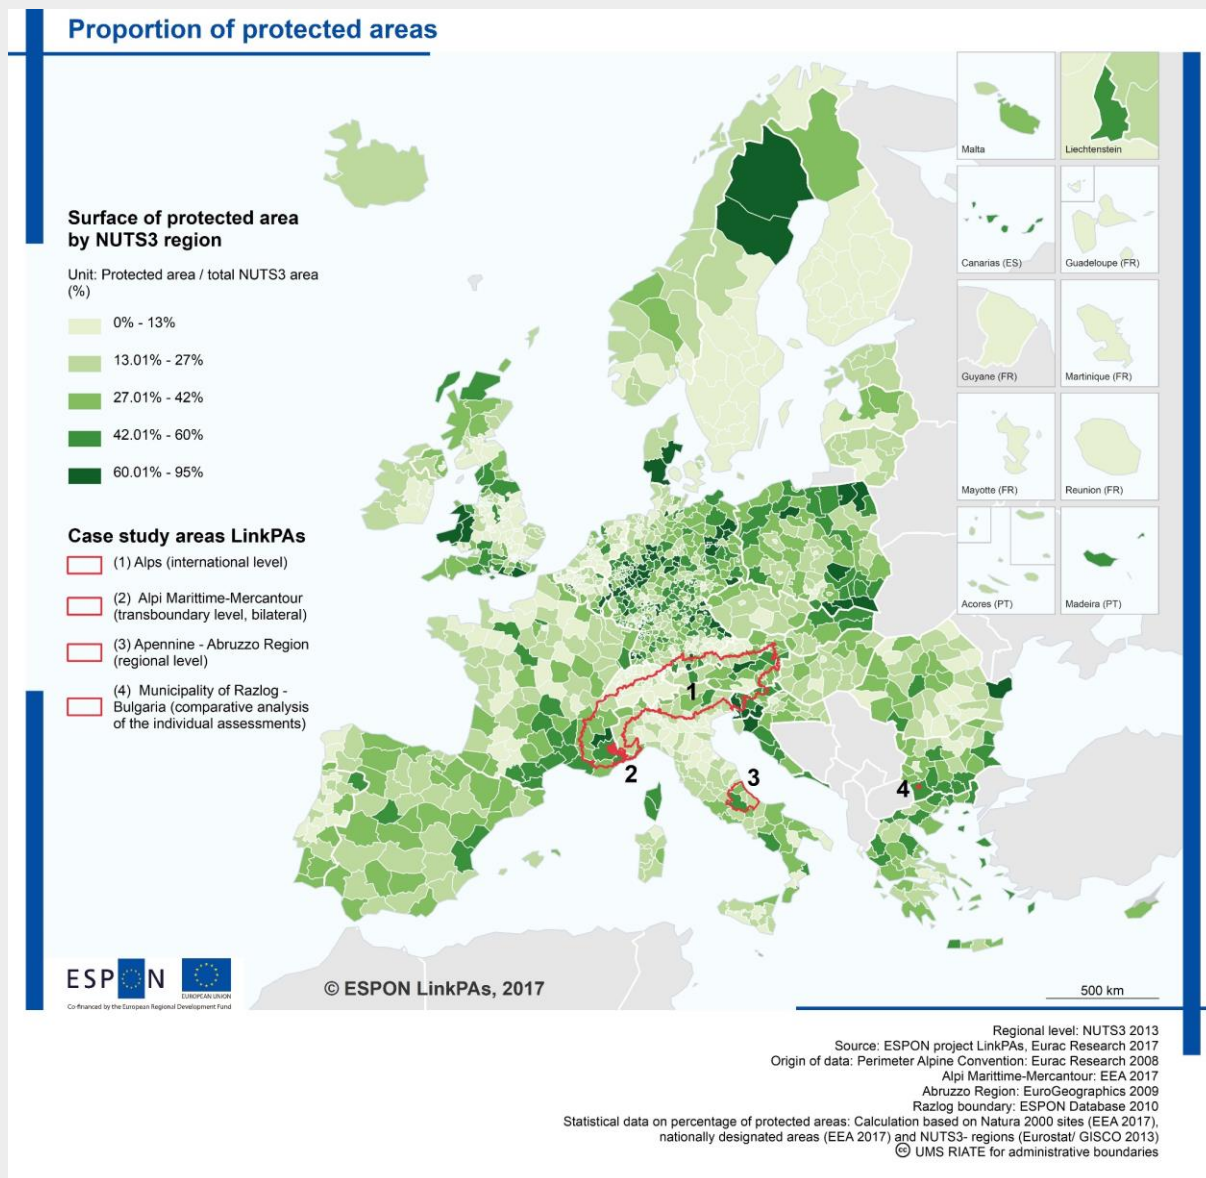 Proportion of protected areas
Surface of protected area
by NUTS3 region
Unit: Protected area / total NUTS3 area
(%)
0% - 13%
13.01% - 27%
27.01% - 42%
42.01% - 60%
60.01% - 95%
Case study areas LinkPAs
(1) Alps (international level)
(2) Alpi Marittime-Mercantour
(transboundary level, bilateral)
(3) Apennine - Abruzzo Region
(regional level)
(4) Municipality of Razlog -
Bulgaria (comparative analysis
of the individual assessments)
Malta
Liechtenstein
Canarias (ES)
Guadeloupe (FR)
Guyane (FR)
Martinique (FR)
Mayotte (FR)
Reunion (FR)
Acores (PT)
Madeira (PT)
1
2
3
4
ESPON
EUROPEAN UNION
Co-financed by the European Regional Development Fund
© ESPON LinkPAs, 2017
500 km
Regional level: NUTS3 2013
Source: ESPON project LinkPAs, Eurac Research 2017
Origin of data: Perimeter Alpine Convention: Eurac Research 2008
Alpi Marittime-Mercantour: EEA 2017
Abruzzo Region: EuroGeographics 2009
Razlog boundary: ESPON Database 2010
Statistical data on percentage of protected areas: Calculation based on Natura 2000 sites (EEA 2017),
nationally designated areas (EEA 2017) and NUTS3- regions (Eurostat/ GISCO 2013)
cc UMS RIATE for administrative boundaries